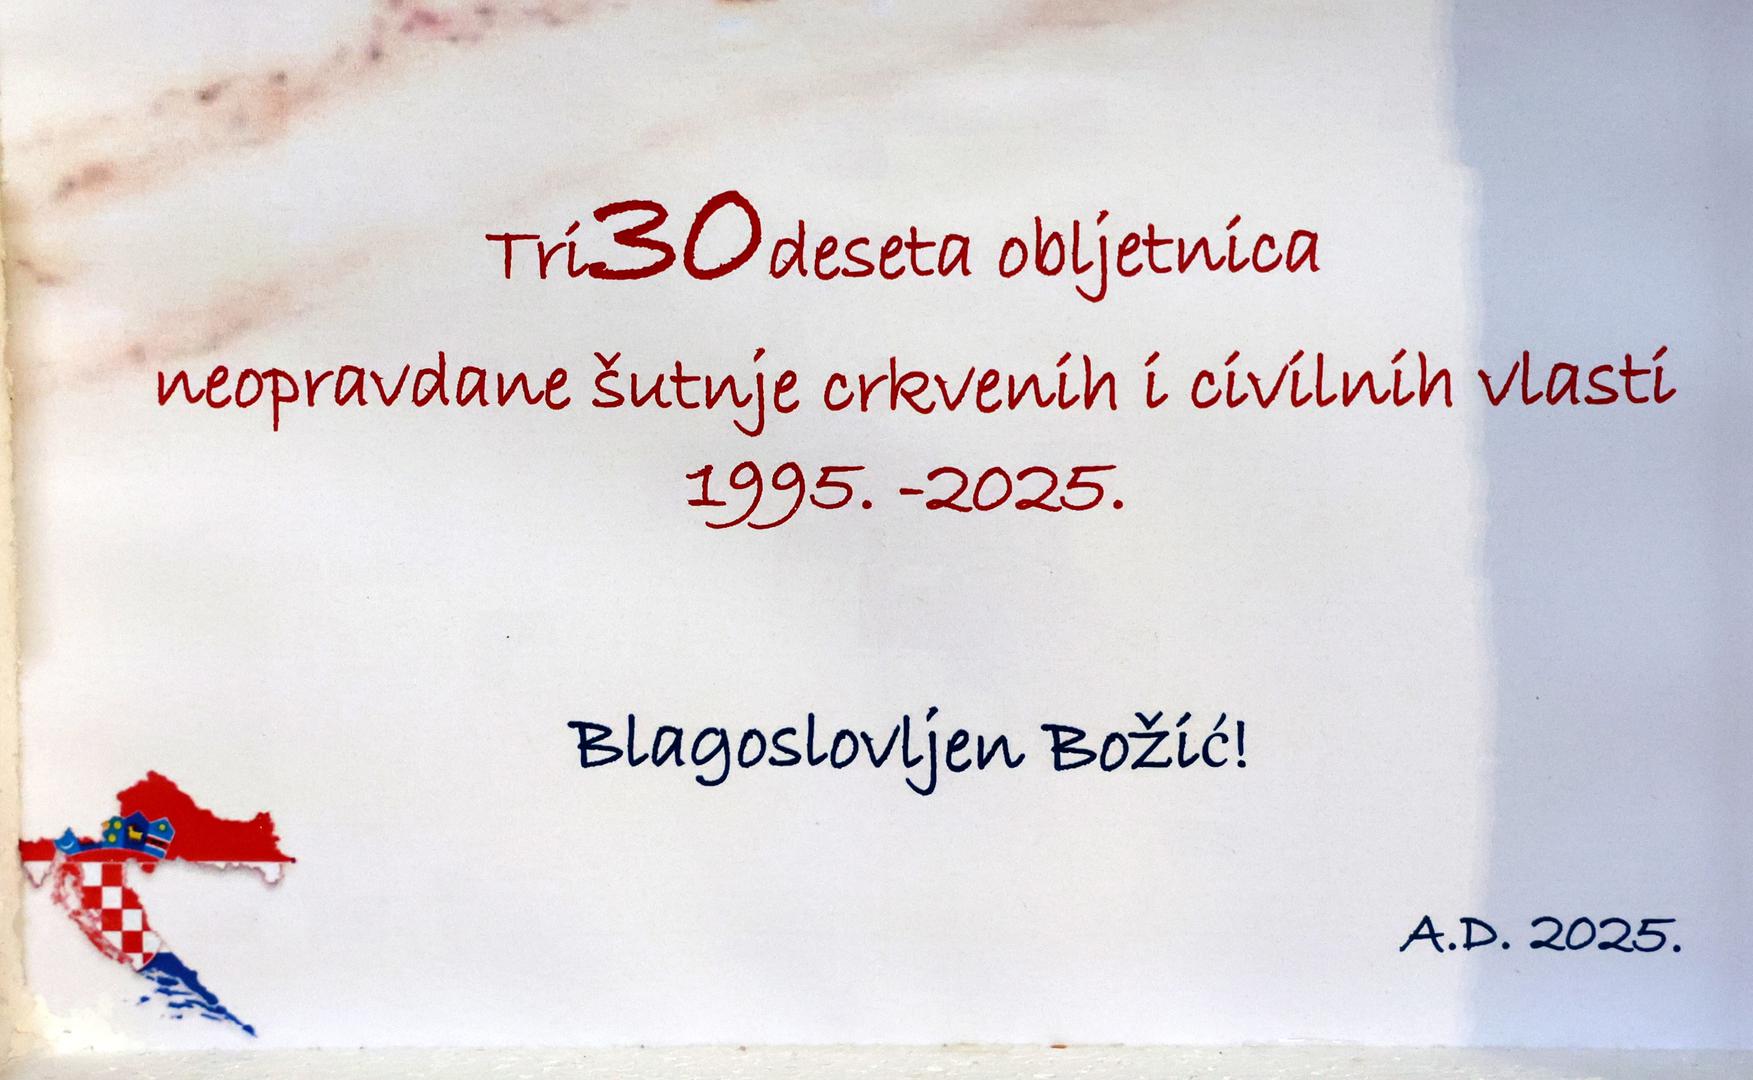 Tri30deseta obljetnica
neopravdane šutnje crkvenih i civilnih vlasti
1995. -2025.
Blagoslovljen Božić!
A.D. 2025.